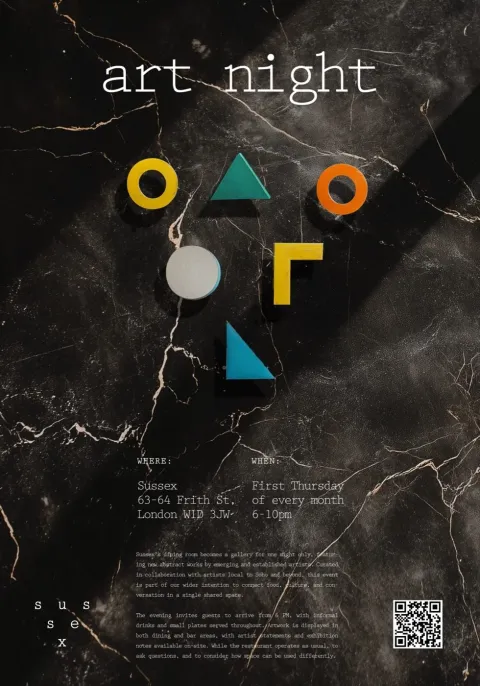 art night
WHERE:
Sussex
63-64 Frith St,
London W1D 3JW
WHEN:
First Thursday
of every month
6-10pm
Sussex's dining room becomes a gallery for one night only, featur-
ing new abstract works by emerging and established artists. Curated
in collaboration with artists local to Soho and beyond, this event
is part of our wider intention to connect food, culture, and con-
versation in a single shared space.
The evening invites guests to arrive from 6 PM, with informal
drinks and small plates served throughout. Artwork is displayed in
both dining and bar areas, with artist statements and exhibition
notes available on-site. While the restaurant operates as usual, to
ask questions, and to consider how space can be used differently.
s u s
s e
x